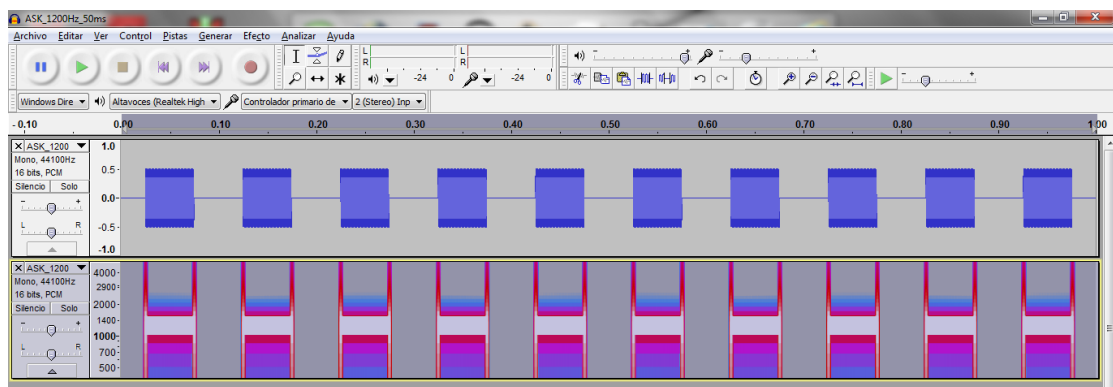 ASK_1200Hz_50ms
Archivo Editar Ver Control Pistas Generar Efecto Analizar Ayuda
L
R
-24 0
L
R
-24 0
Windows Dire Altavoces (Realtek High Controlador primario de 2 (Stereo) Inp
-0.10 0.00 0.10 0.20 0.30 0.40 0.50 0.60 0.70 0.80 0.90 1.00
ASK_1200 1.0
Mono, 44100Hz
16 bits, PCM 0.5
Silencio Solo
- + 0.0
L R -0.5
-1.0
ASK_1200 4000
Mono, 44100Hz 2900
16 bits, PCM
Silencio Solo 2000
- + 1400
1000
L R 700
500